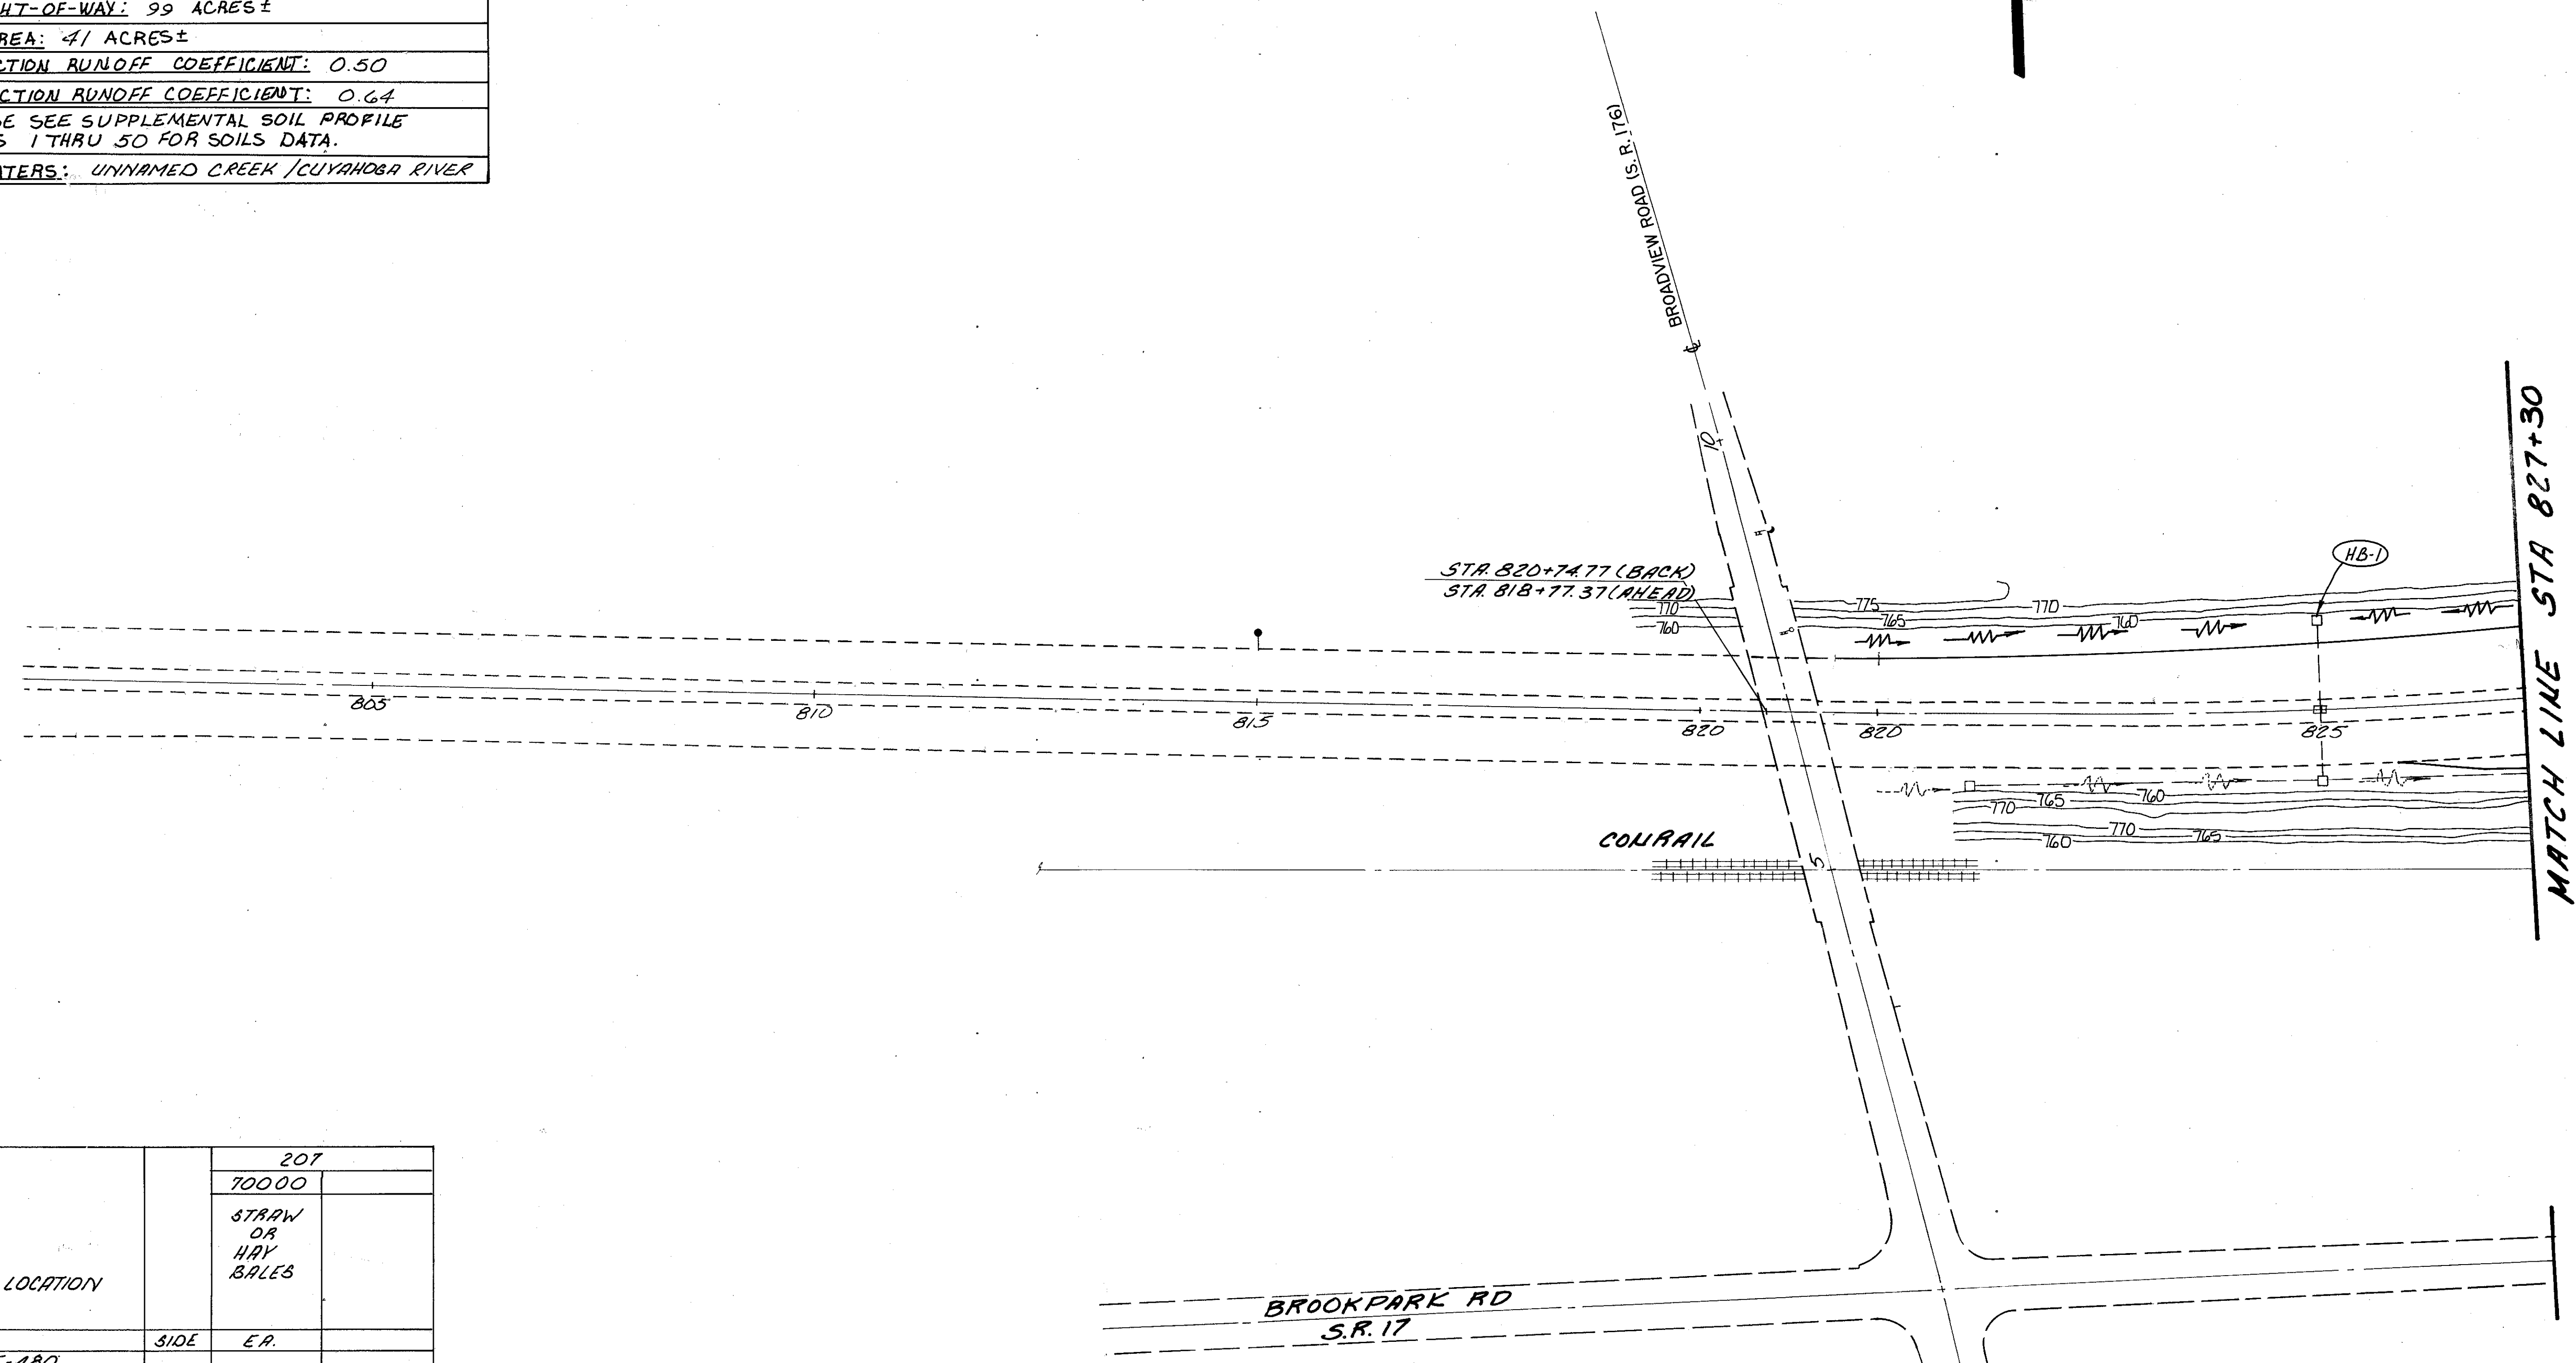 HT-OF-WAY: 99 ACRES±
REA: 41 ACRES±
CTION RUNOFF COEFFICIENT: 0.50
CTION RUNOFF COEFFICIENT: 0.64
SE SEE SUPPLEMENTAL SOIL PROFILE
S 1 THRU 50 FOR SOILS DATA.
TERS: UNNAMED CREEK / CUYAHOGA RIVER
BROADVIEW ROAD (S.R. 176)
10
MATCH LINE STA 827+30
HB-1
STA. 820+74.77 (BACK)
STA. 818+77.37 (AHEAD)
770
760
775
765
770
760
805
810
815
820
820
825
770
765
760
760
770
765
CONRAIL
5
207
70000
STRAW
OR
HAY
BALES
LOCATION
SIDE EA.
BROOKPARK RD
S.R. 17